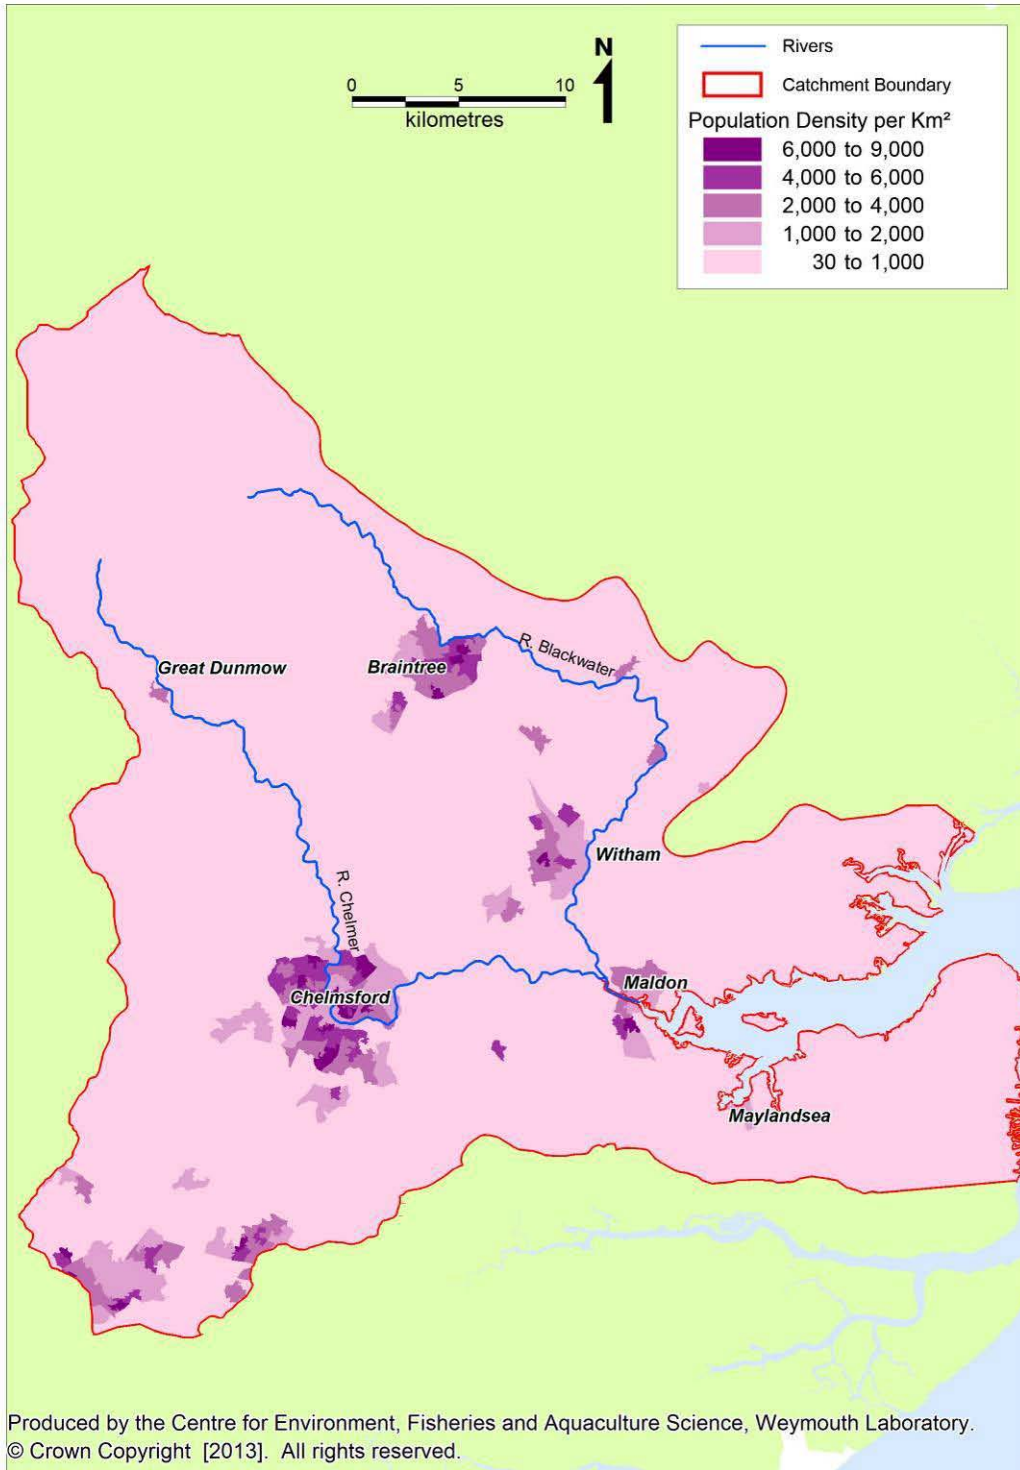 N
0 5 10
kilometres
Rivers
Catchment Boundary
Population Density per Km²
6,000 to 9,000
4,000 to 6,000
2,000 to 4,000
1,000 to 2,000
30 to 1,000
R. Blackwater
Great Dunmow
Braintree
Witham
R. Chelmer
Maldon
Chelmsford
Maylandsea
Produced by the Centre for Environment, Fisheries and Aquaculture Science, Weymouth Laboratory.
© Crown Copyright [2013]. All rights reserved.